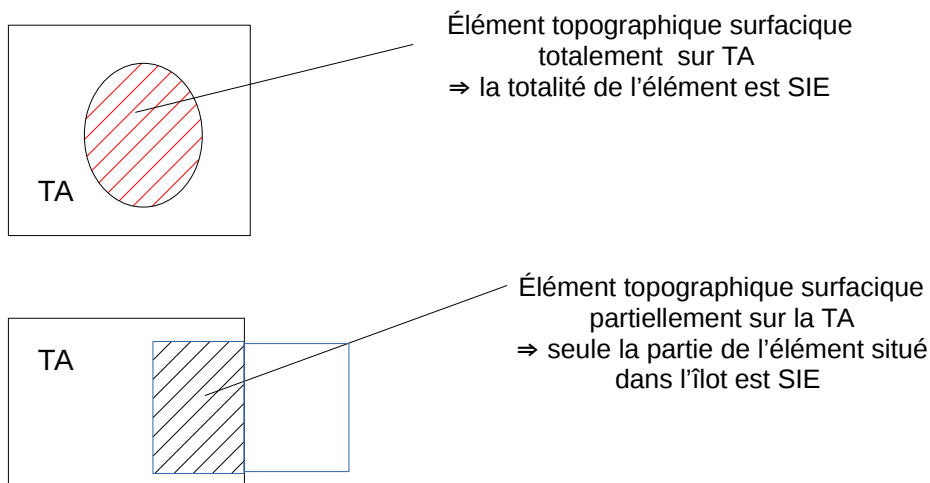 Élément topographique surfacique
totalement sur TA
⇒ la totalité de l’élément est SIE
TA
Élément topographique surfacique
partiellement sur la TA
⇒ seule la partie de l’élément situé
dans l’îlot est SIE
TA